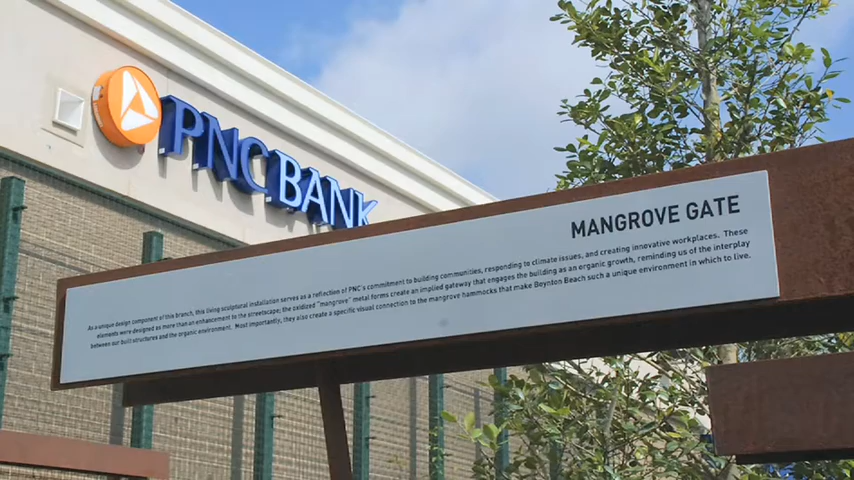 PNC BANK
MANGROVE GATE
As a unique design component of this branch, this living sculptural installation serves as a reflection of PNC's commitment to building communities, responding to climate issues, and creating innovative workplaces. These
elements were designed as more than an enhancement to the streetscape; the oxidized "mangrove" metal forms create an implied gateway that engages the building as an organic growth, reminding us of the interplay
between our built structures and the organic environment. Most importantly, they also create a specific visual connection to the mangrove hammocks that make Boynton Beach such a unique environment in which to live.